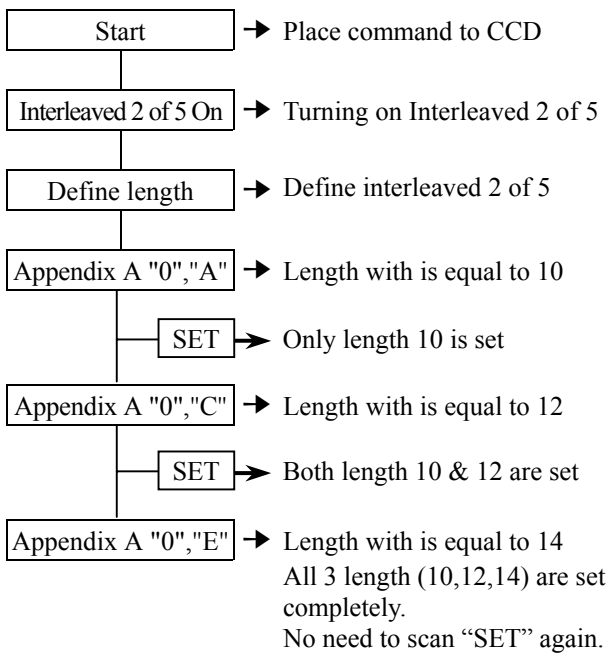 Start
Place command to CCD
Interleaved 2 of 5 On
Turning on Interleaved 2 of 5
Define length
Define interleaved 2 of 5
Appendix A "0","A"
Length with is equal to 10
SET
Only length 10 is set
Appendix A "0","C"
Length with is equal to 12
SET
Both length 10 & 12 are set
Appendix A "0","E"
Length with is equal to 14
All 3 length (10,12,14) are set
completely.
No need to scan “SET” again.